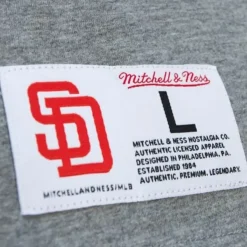 Mitchell & Ness
SD
L
MITCHELL & NESS NOSTALGIA CO.
AUTHENTIC LICENSED APPAREL
DESIGNED IN PHILADELPHIA, PA.
ESTABLISHED 1904
AUTHENTIC. PREMIUM. LEGENDARY.
MITCHELLANDNESS/MLB